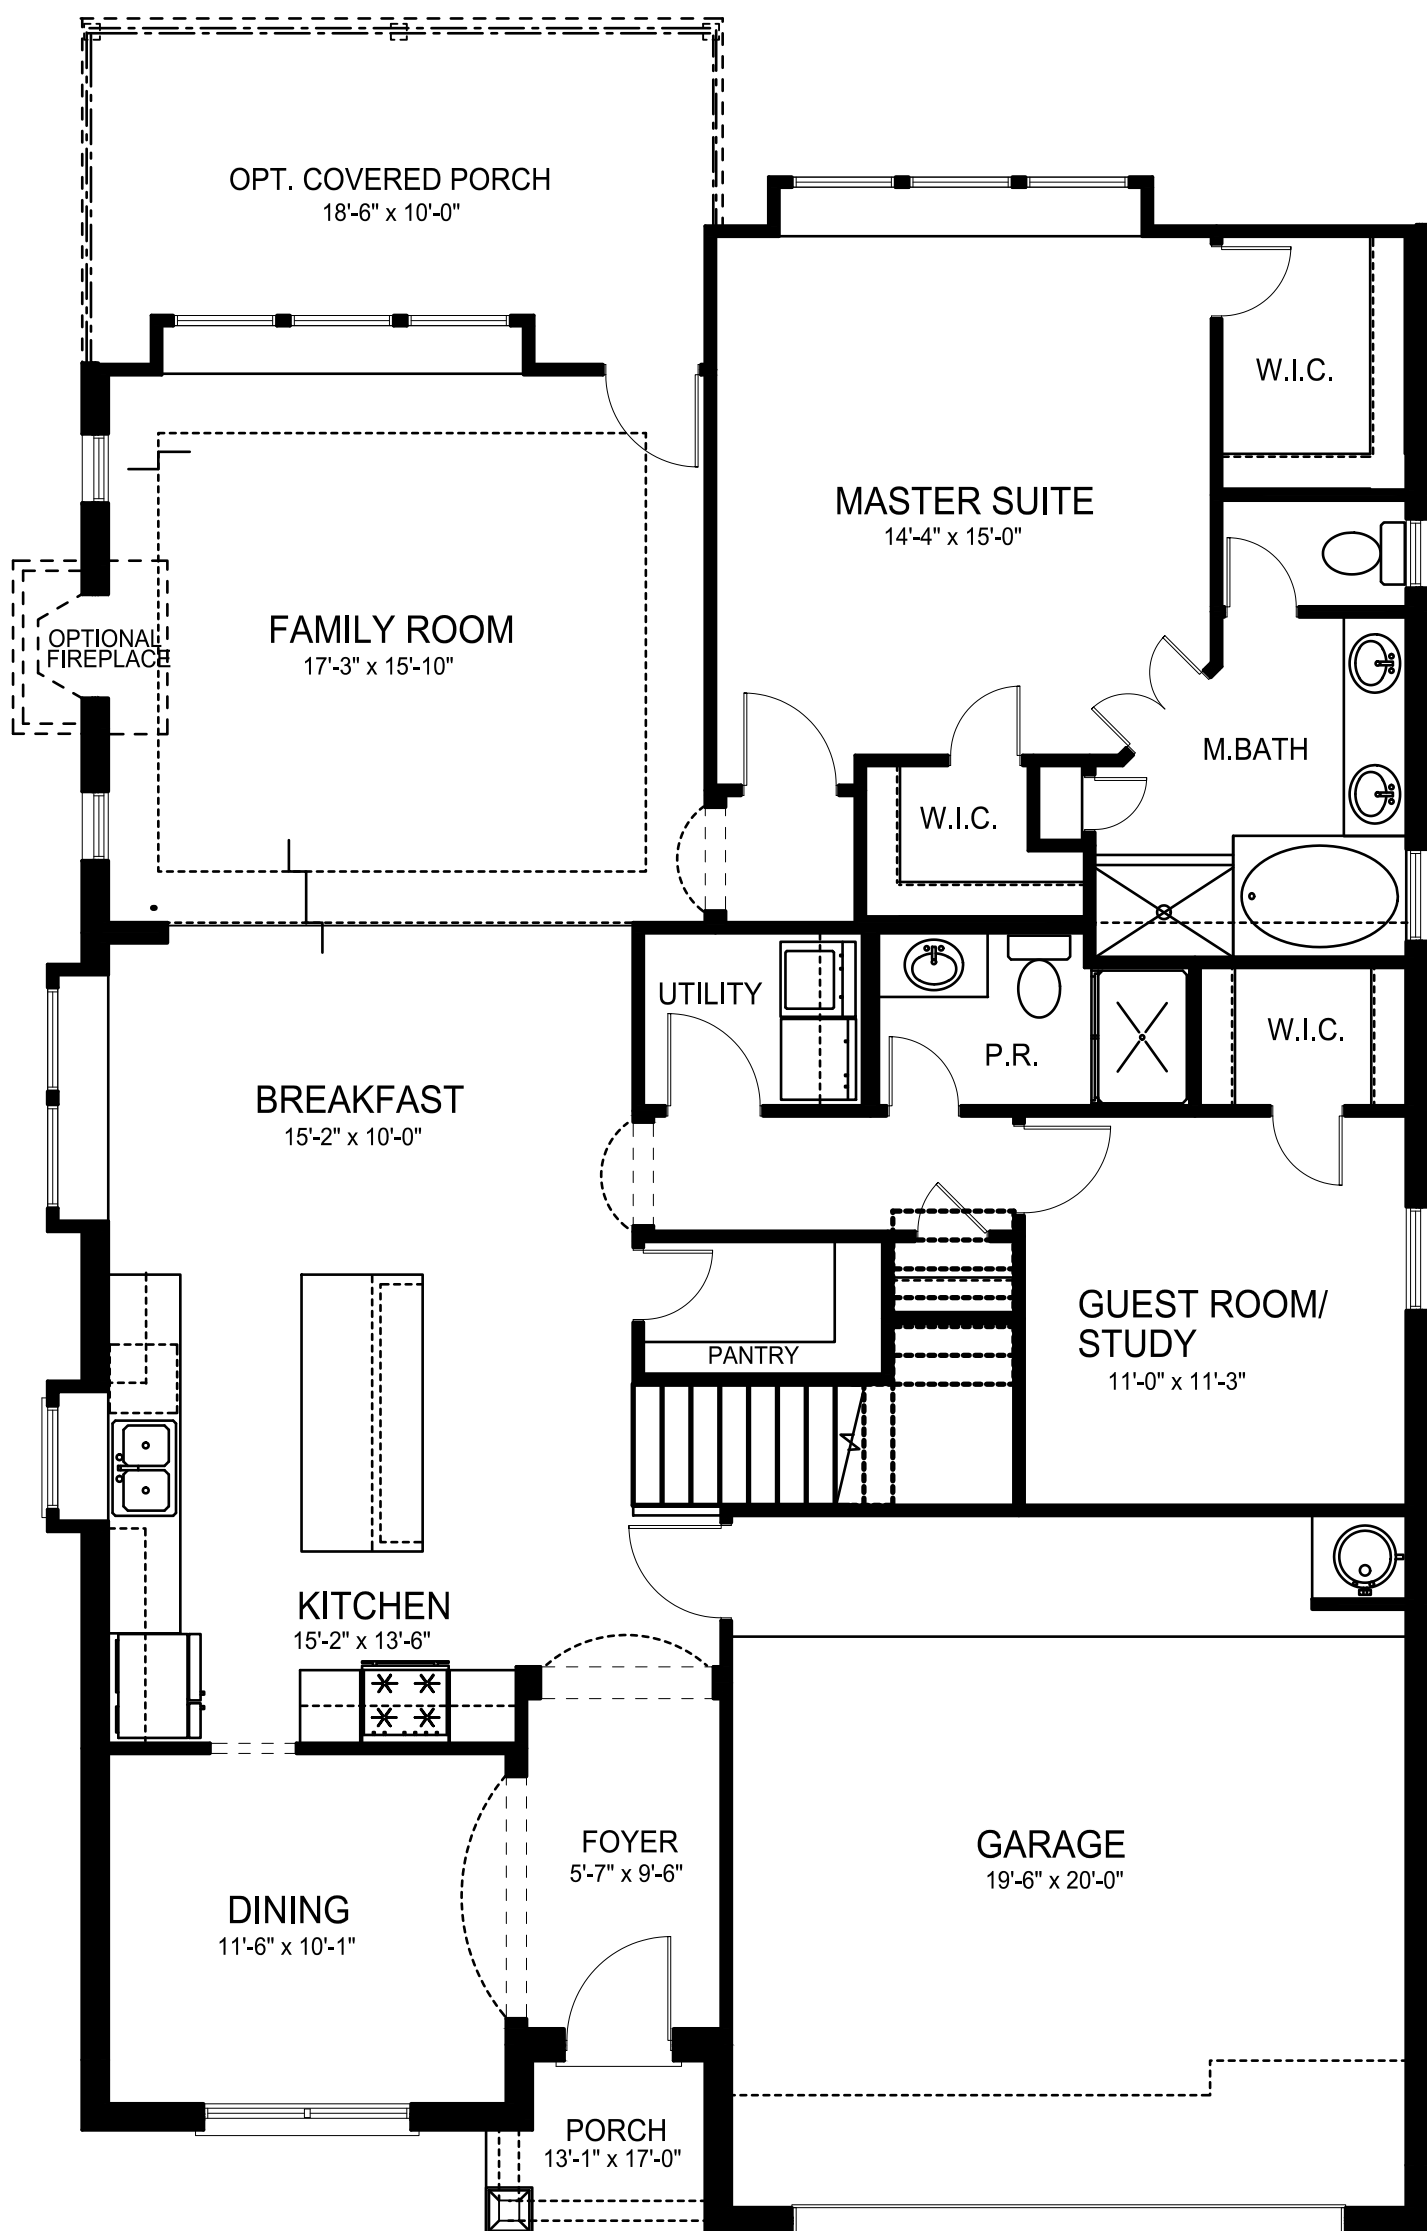 OPT. COVERED PORCH
18'-6" x 10'-0"
W.I.C.
MASTER SUITE
14'-4" x 15'-0"
FAMILY ROOM
17'-3" x 15'-10"
OPTIONAL
FIREPLACE
M.BATH
W.I.C.
UTILITY
P.R.
W.I.C.
BREAKFAST
15'-2" x 10'-0"
GUEST ROOM/
STUDY
11'-0" x 11'-3"
PANTRY
KITCHEN
15'-2" x 13'-6"
FOYER
5'-7" x 9'-6"
GARAGE
19'-6" x 20'-0"
DINING
11'-6" x 10'-1"
PORCH
13'-1" x 17'-0"